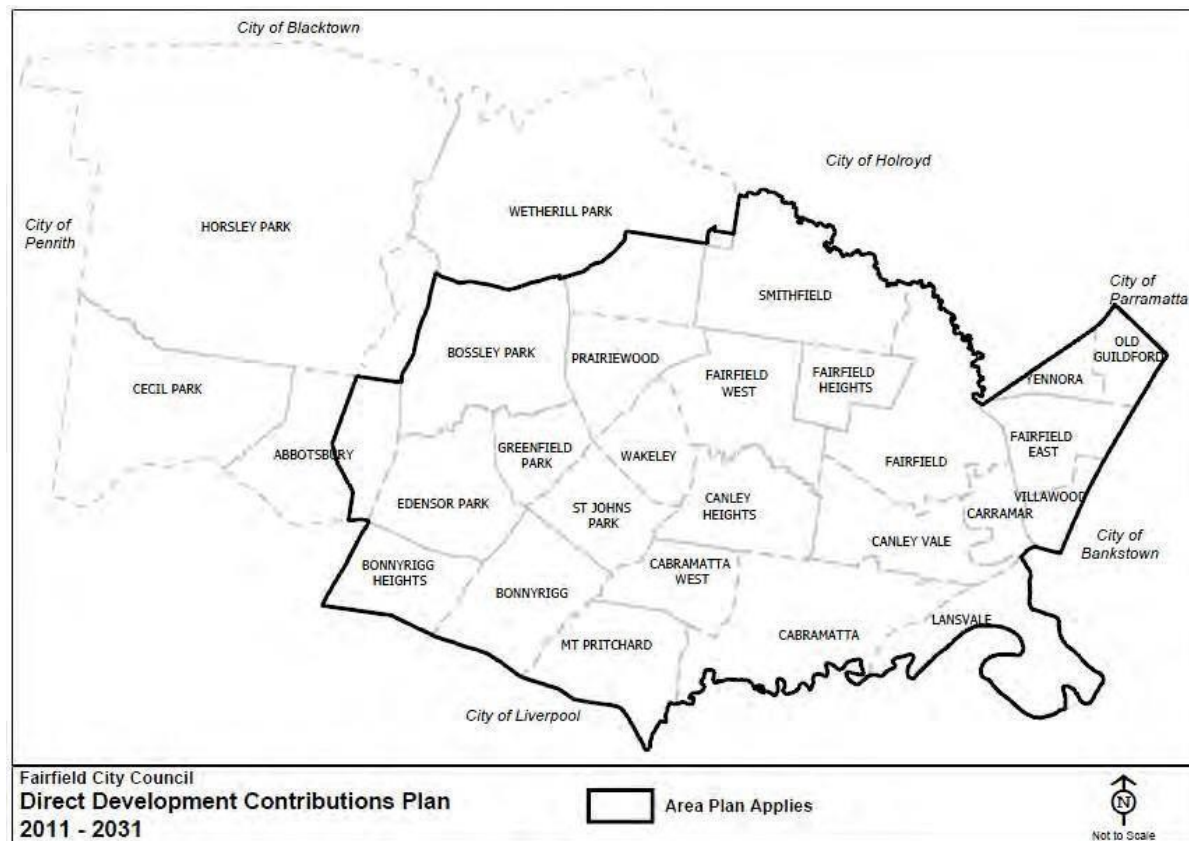 City of Blacktown
City of Holroyd
City of
Penrith
HORSLEY PARK
WETHERILL PARK
City of
Parramatta
SMITHFIELD
OLD
GUILDFORD
BOSSLEY PARK
PRAIRIEWOOD
YENNORA
CECIL PARK
FAIRFIELD
WEST
FAIRFIELD
HEIGHTS
ABBOTSBURY
GREENFIELD
PARK
WAKELEY
FAIRFIELD
FAIRFIELD
EAST
EDENSOR PARK
ST JOHNS
PARK
CANLEY
HEIGHTS
VILLAWOOD
CARRAMAR
CANLEY VALE
City of
Bankstown
BONNYRIGG
HEIGHTS
BONNYRIGG
CABRAMATTA
WEST
LANSVALE
MT PRITCHARD
CABRAMATTA
City of Liverpool
Fairfield City Council
Direct Development Contributions Plan
2011 - 2031
Area Plan Applies
N
Not to Scale